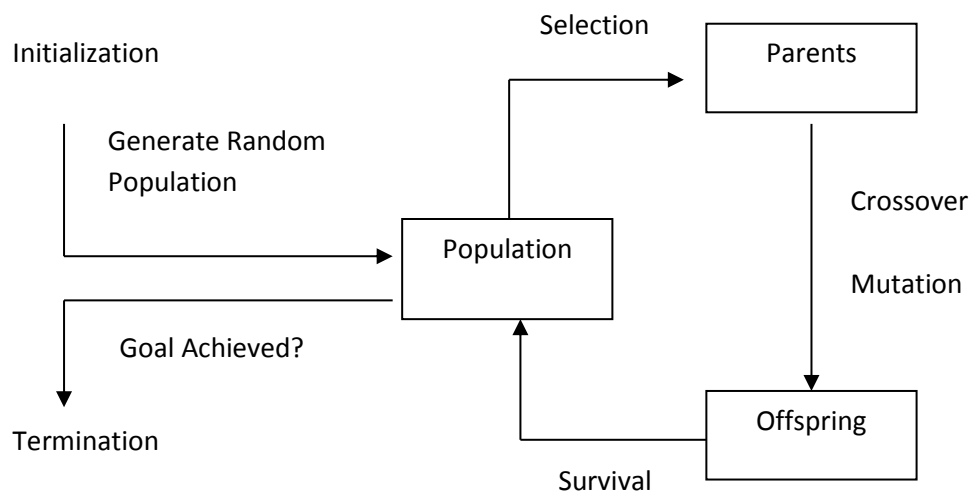 Selection
Parents
Initialization
Generate Random
Population
Crossover
Population
Mutation
Goal Achieved?
Offspring
Termination
Survival